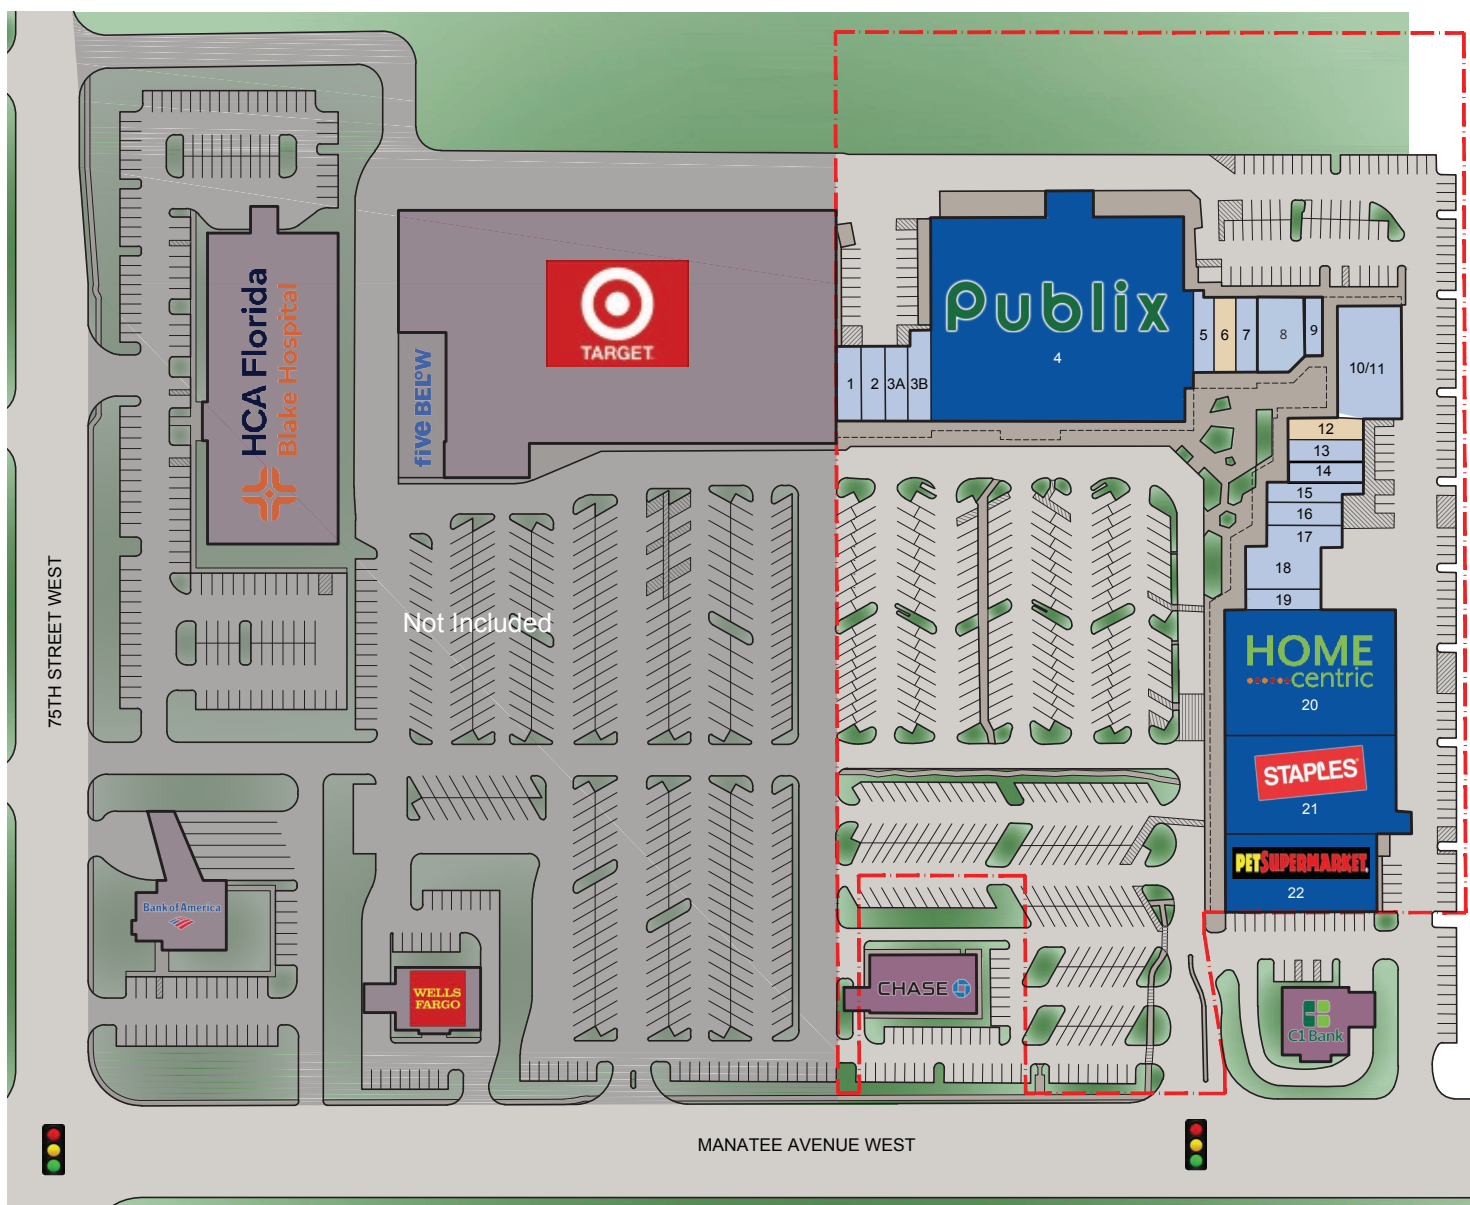 HCA Florida
Blake Hospital
TARGET
five BELOW
Publix
4
1
2
3A
3B
5
6
7
8
9
10/11
12
13
14
15
16
17
18
19
HOME
centric
20
STAPLES
21
PET SUPERMARKET
22
Not Included
75TH STREET WEST
Bank of America
WELLS
FARGO
CHASE
C1 Bank
MANATEE AVENUE WEST